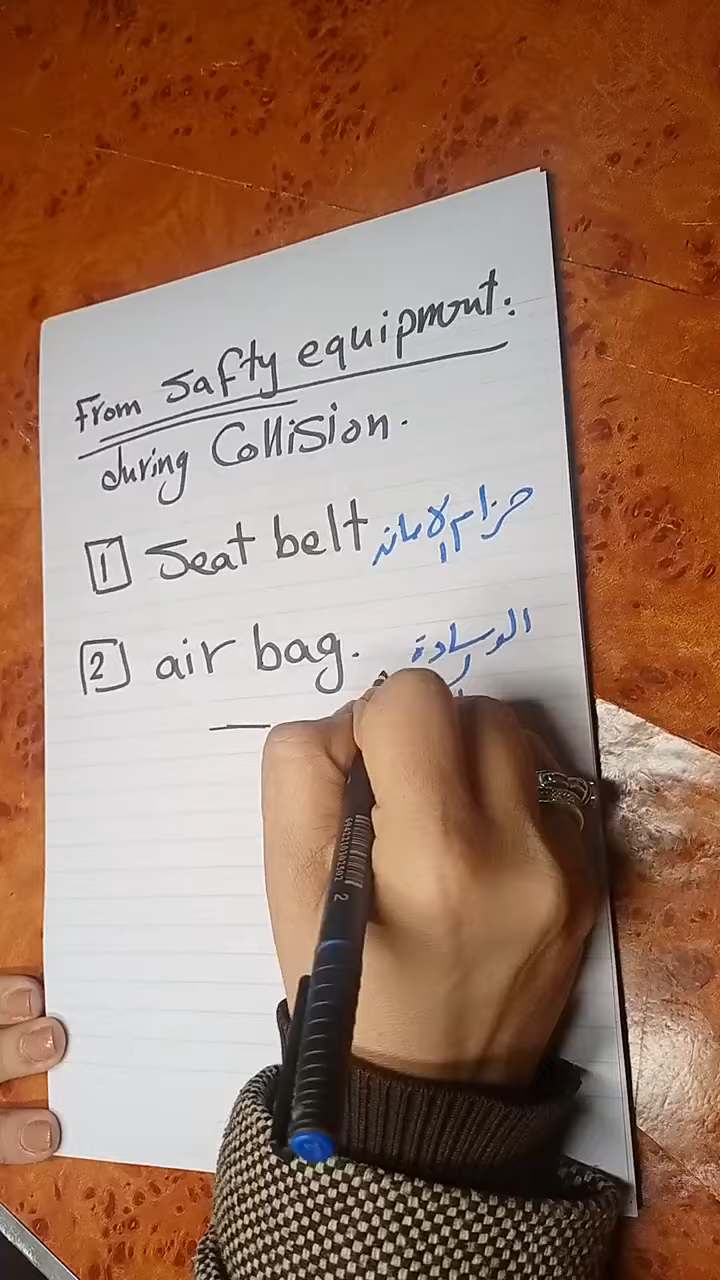 From safty equipment.
during Collision.
1 Seat belt حزام الامان
2 air bag. الوسادة